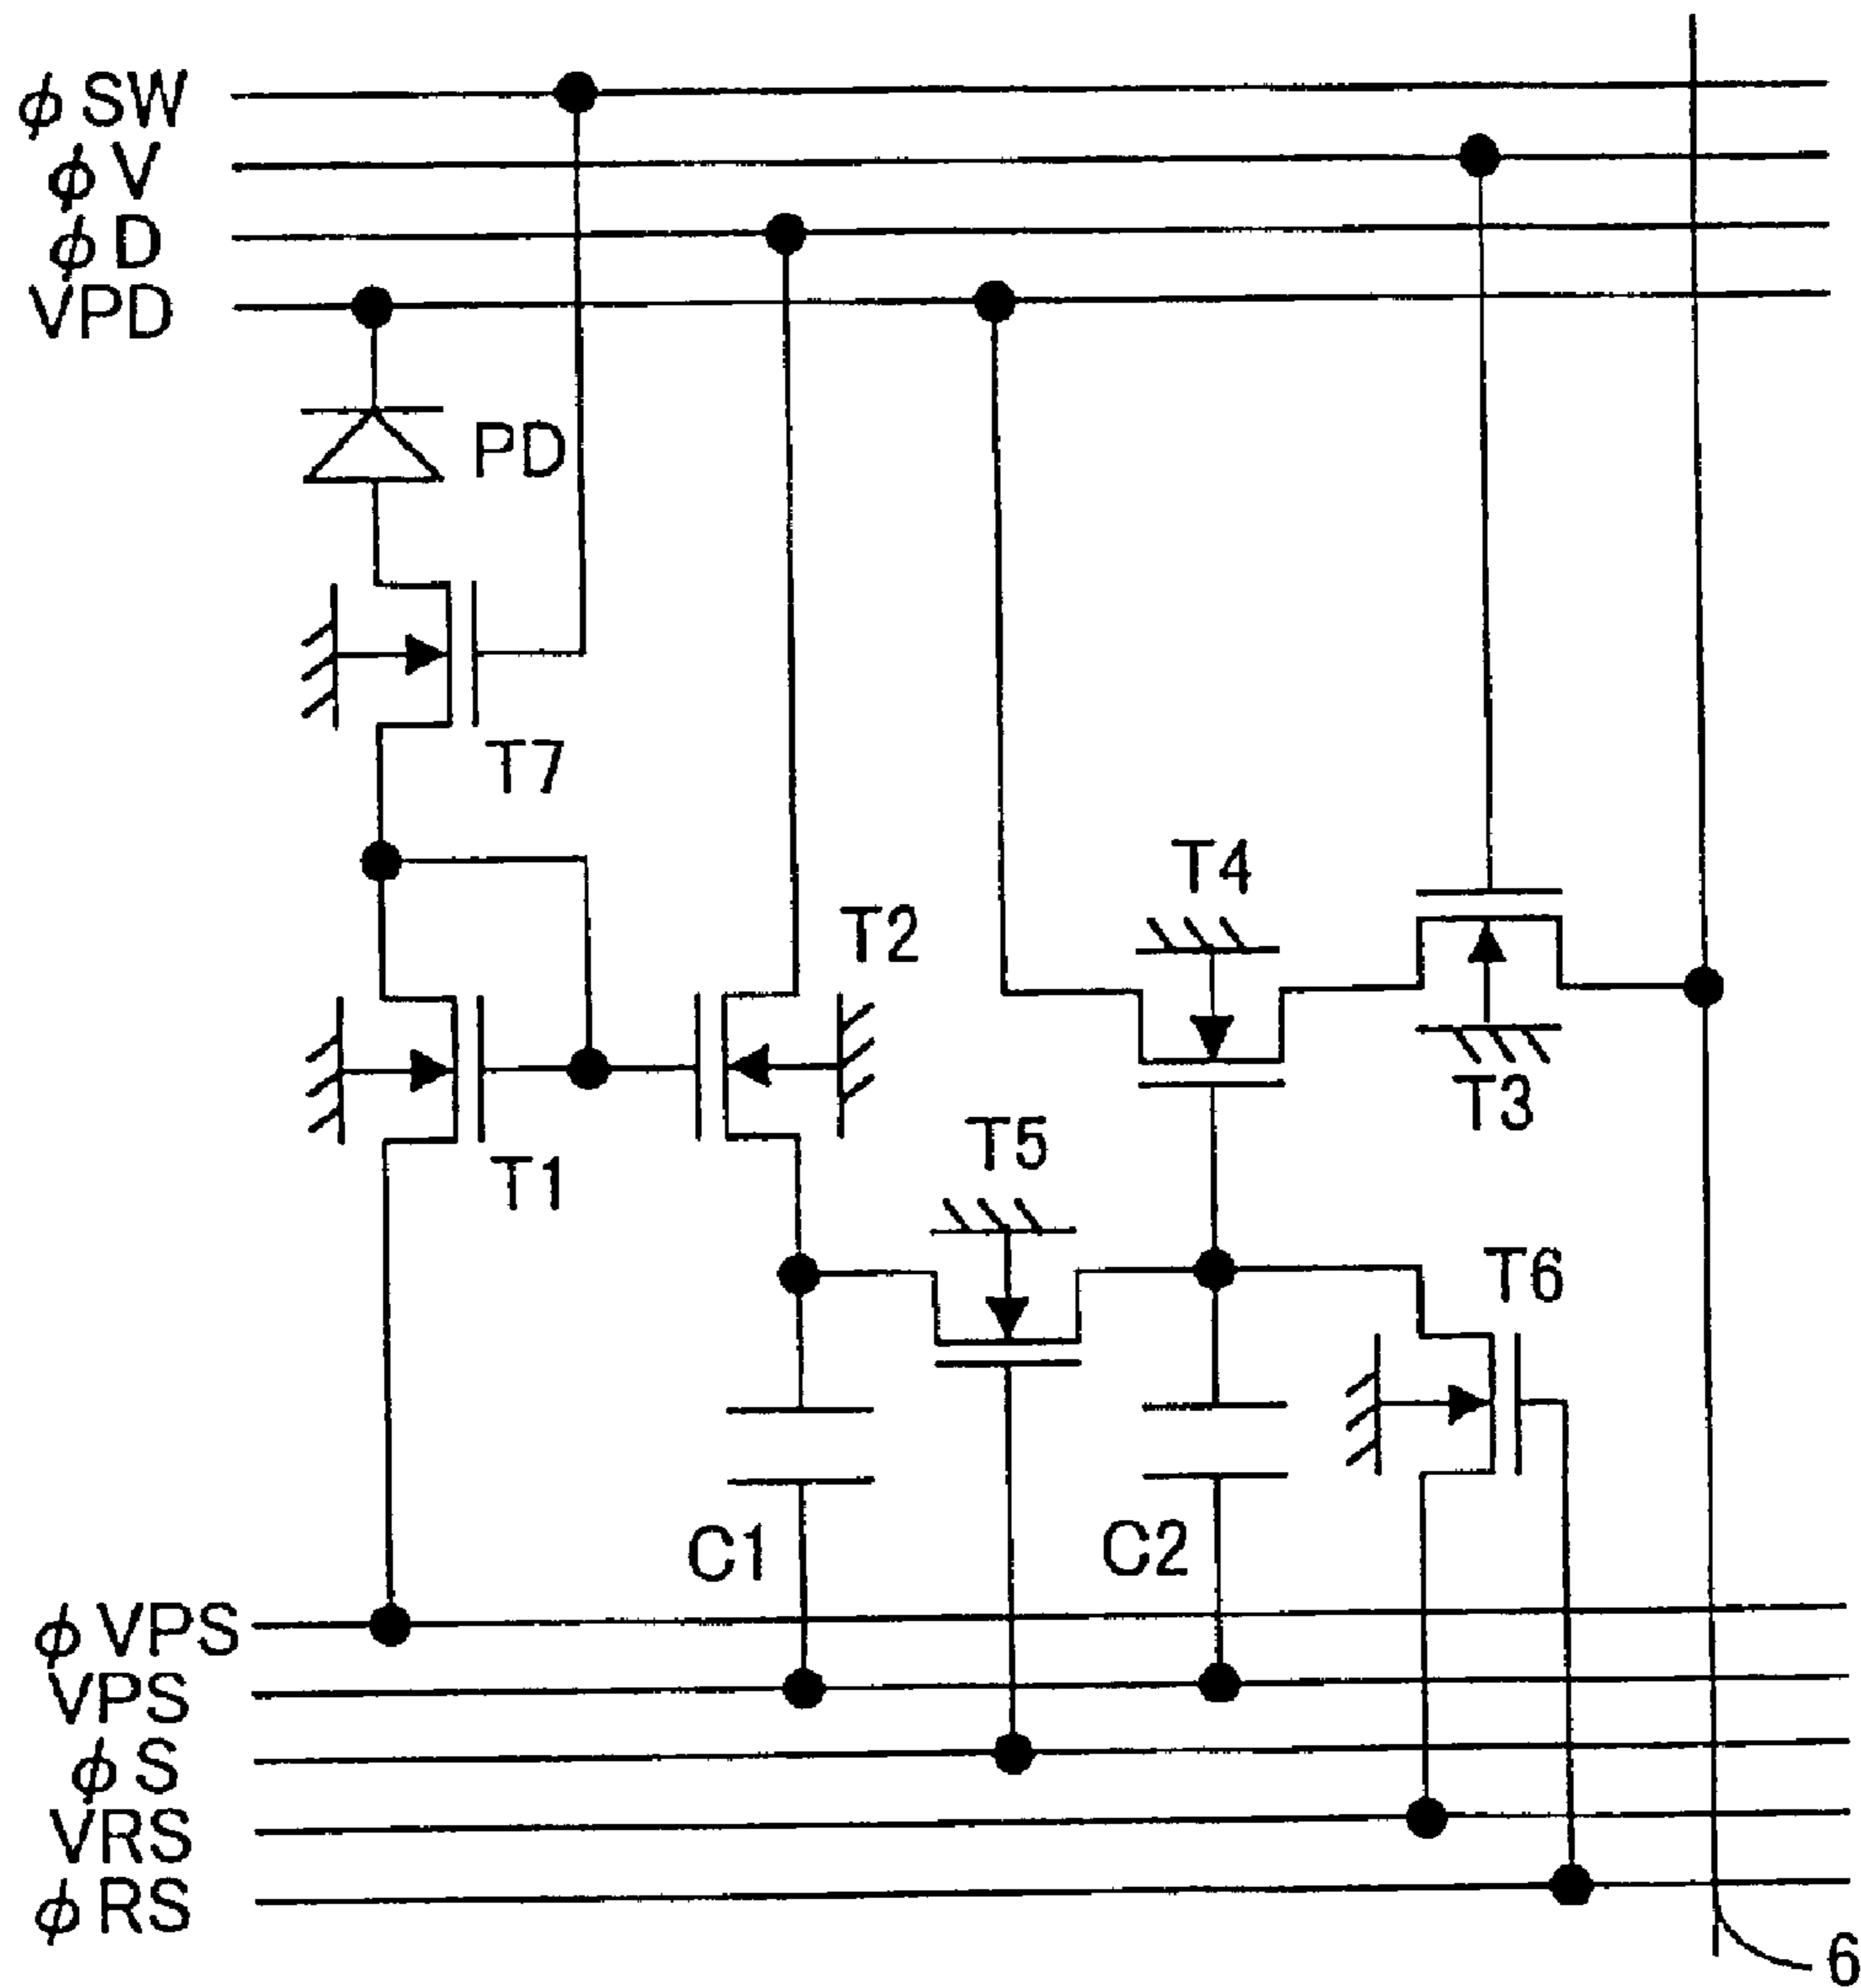 φSW
φV
φD
VPD
PD
T7
T4
T2
T3
T5
T1
T6
C1
C2
φVPS
VPS
φS
VRS
φRS
6